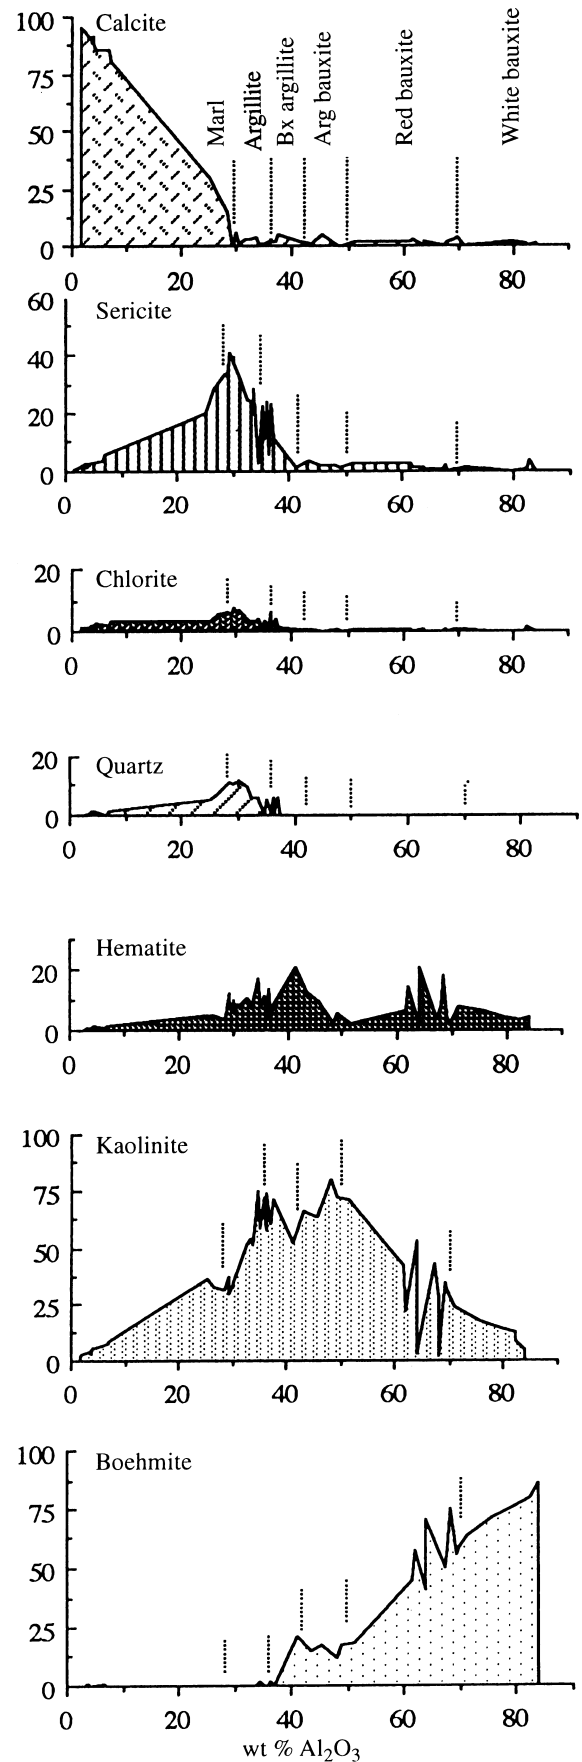 100 Calcite
75
50
25
0
0 20 40 60 80
Marl
Argillite
Bx argillite
Arg bauxite
Red bauxite
White bauxite
60
Sericite
40
20
0
0 20 40 60 80
20 Chlorite
0
0 20 40 60 80
20 Quartz
0
0 20 40 60 80
Hematite
20
0
0 20 40 60 80
100 Kaolinite
75
50
25
0
0 20 40 60 80
100 Boehmite
75
50
25
0
0 20 40 60 80
wt % Al₂O₃